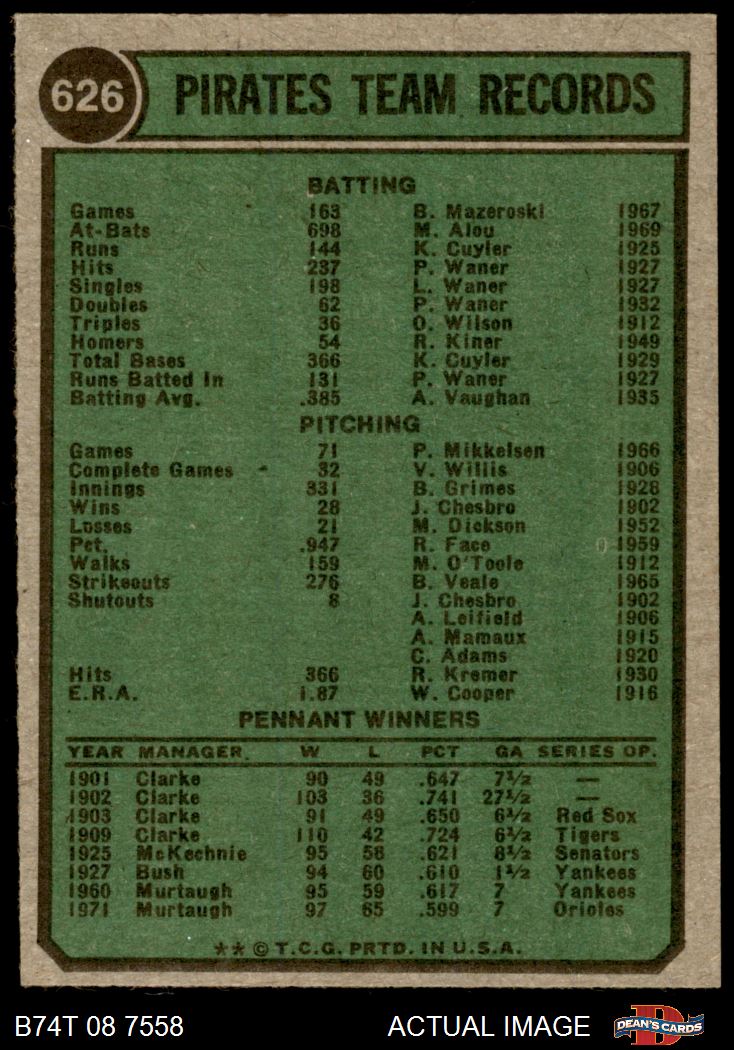 626 PIRATES TEAM RECORDS
BATTING
Games 163 B. Mazeroski 1967
At-Bats 698 M. Alou 1969
Runs 144 K. Cuyler 1925
Hits 237 P. Waner 1927
Singles 198 L. Waner 1927
Doubles 62 P. Waner 1932
Triples 36 O. Wilson 1912
Homers 54 R. Kiner 1949
Total Bases 366 K. Cuyler 1929
Runs Batted In 131 P. Waner 1927
Batting Avg. .385 A. Vaughan 1935
PITCHING
Games 71 P. Mikkelsen 1966
Complete Games 32 V. Willis 1906
Innings 331 B. Grimes 1928
Wins 28 J. Chesbro 1902
Losses 21 M. Dickson 1952
Pct. .947 R. Face 1959
Walks 159 M. O'Toole 1912
Strikeouts 276 B. Veale 1965
Shutouts 8 J. Chesbro 1902
A. Leifield 1906
A. Mamaux 1915
C. Adams 1920
Hits 366 R. Kremer 1930
E.R.A. 1.87 W. Cooper 1916
PENNANT WINNERS
YEAR MANAGER. W L PCT GA SERIES OP.
1901 Clarke 90 49 .647 7½ —
1902 Clarke 103 36 .741 27½ —
1903 Clarke 91 49 .650 6½ Red Sox
1909 Clarke 110 42 .724 6½ Tigers
1925 McKechnie 95 58 .621 8½ Senators
1927 Bush 94 60 .610 1½ Yankees
1960 Murtaugh 95 59 .617 7 Yankees
1971 Murtaugh 97 65 .599 7 Orioles
** © T.C.G. PRTD. IN U.S.A.
B74T 08 7558 ACTUAL IMAGE D DEAN'S CARDS